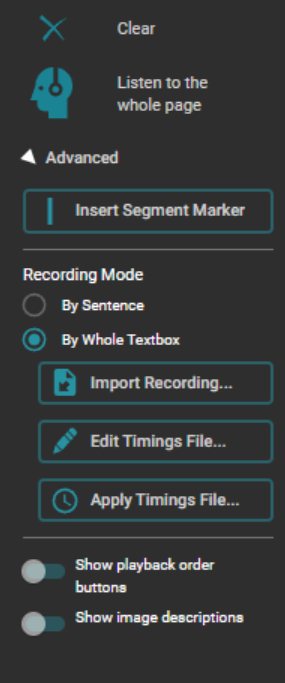 Clear
Listen to the
whole page
Advanced
Insert Segment Marker
Recording Mode
By Sentence
By Whole Textbox
Import Recording...
Edit Timings File...
Apply Timings File...
Show playback order
buttons
Show image descriptions